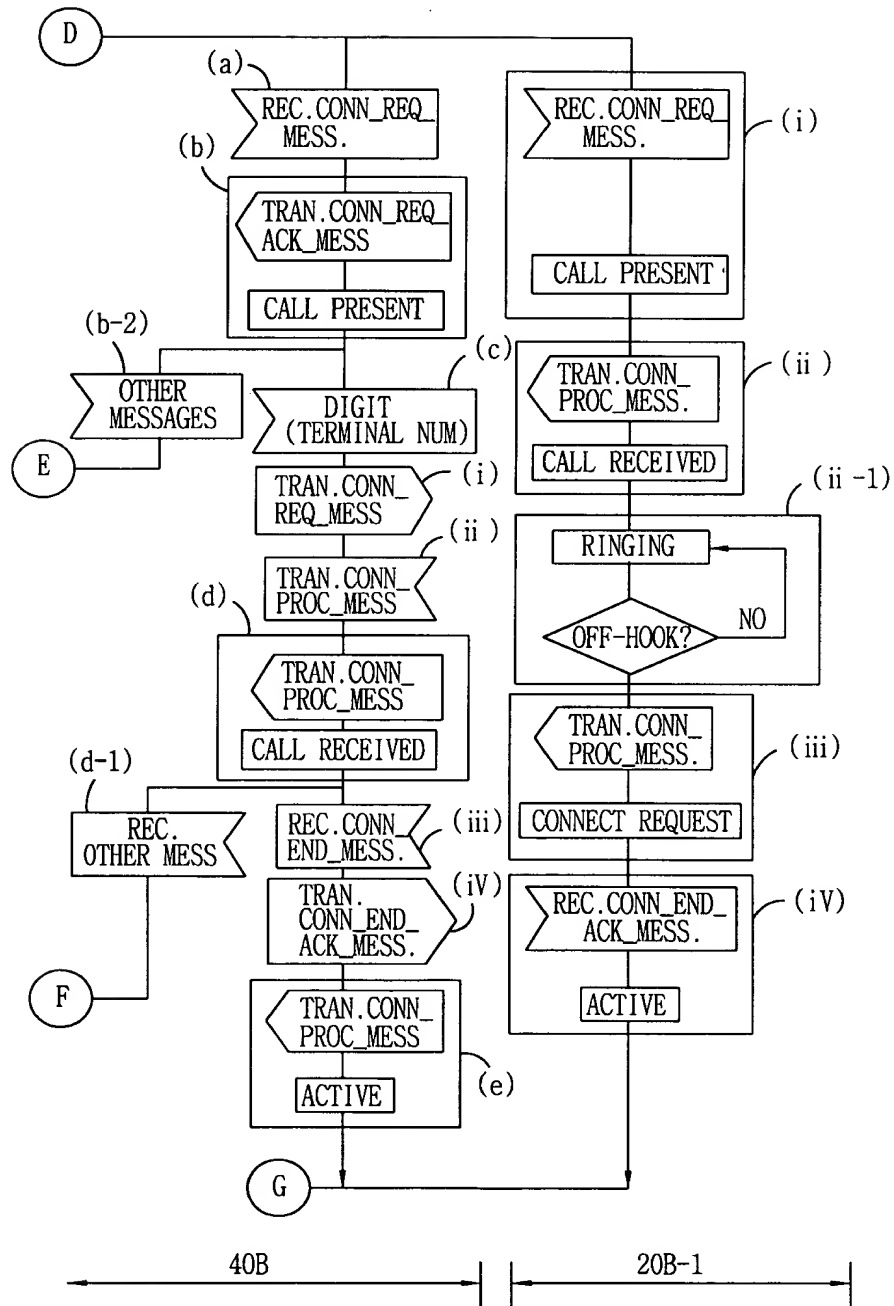 D
(a)
REC.CONN_REQ_
MESS.
(b)
TRAN.CONN_REQ_
ACK_MESS
CALL PRESENT
(b-2)
OTHER
MESSAGES
E
(c)
DIGIT
(TERMINAL NUM)
TRAN.CONN_
REQ_MESS
(i)
TRAN.CONN_
PROC_MESS
(ii)
(d)
TRAN.CONN_
PROC_MESS
CALL RECEIVED
(d-1)
REC.
OTHER MESS
F
REC.CONN_
END_MESS.
(iii)
TRAN.
CONN_END_
ACK_MESS.
(iV)
TRAN.CONN_
PROC_MESS
ACTIVE
(e)
G
REC.CONN_REQ_
MESS.
(i)
CALL PRESENT
TRAN.CONN_
PROC_MESS.
(ii)
CALL RECEIVED
(ii-1)
RINGING
OFF-HOOK?
NO
TRAN.CONN_
PROC_MESS.
(iii)
CONNECT REQUEST
REC.CONN_END_
ACK_MESS.
(iV)
ACTIVE
40B
20B-1